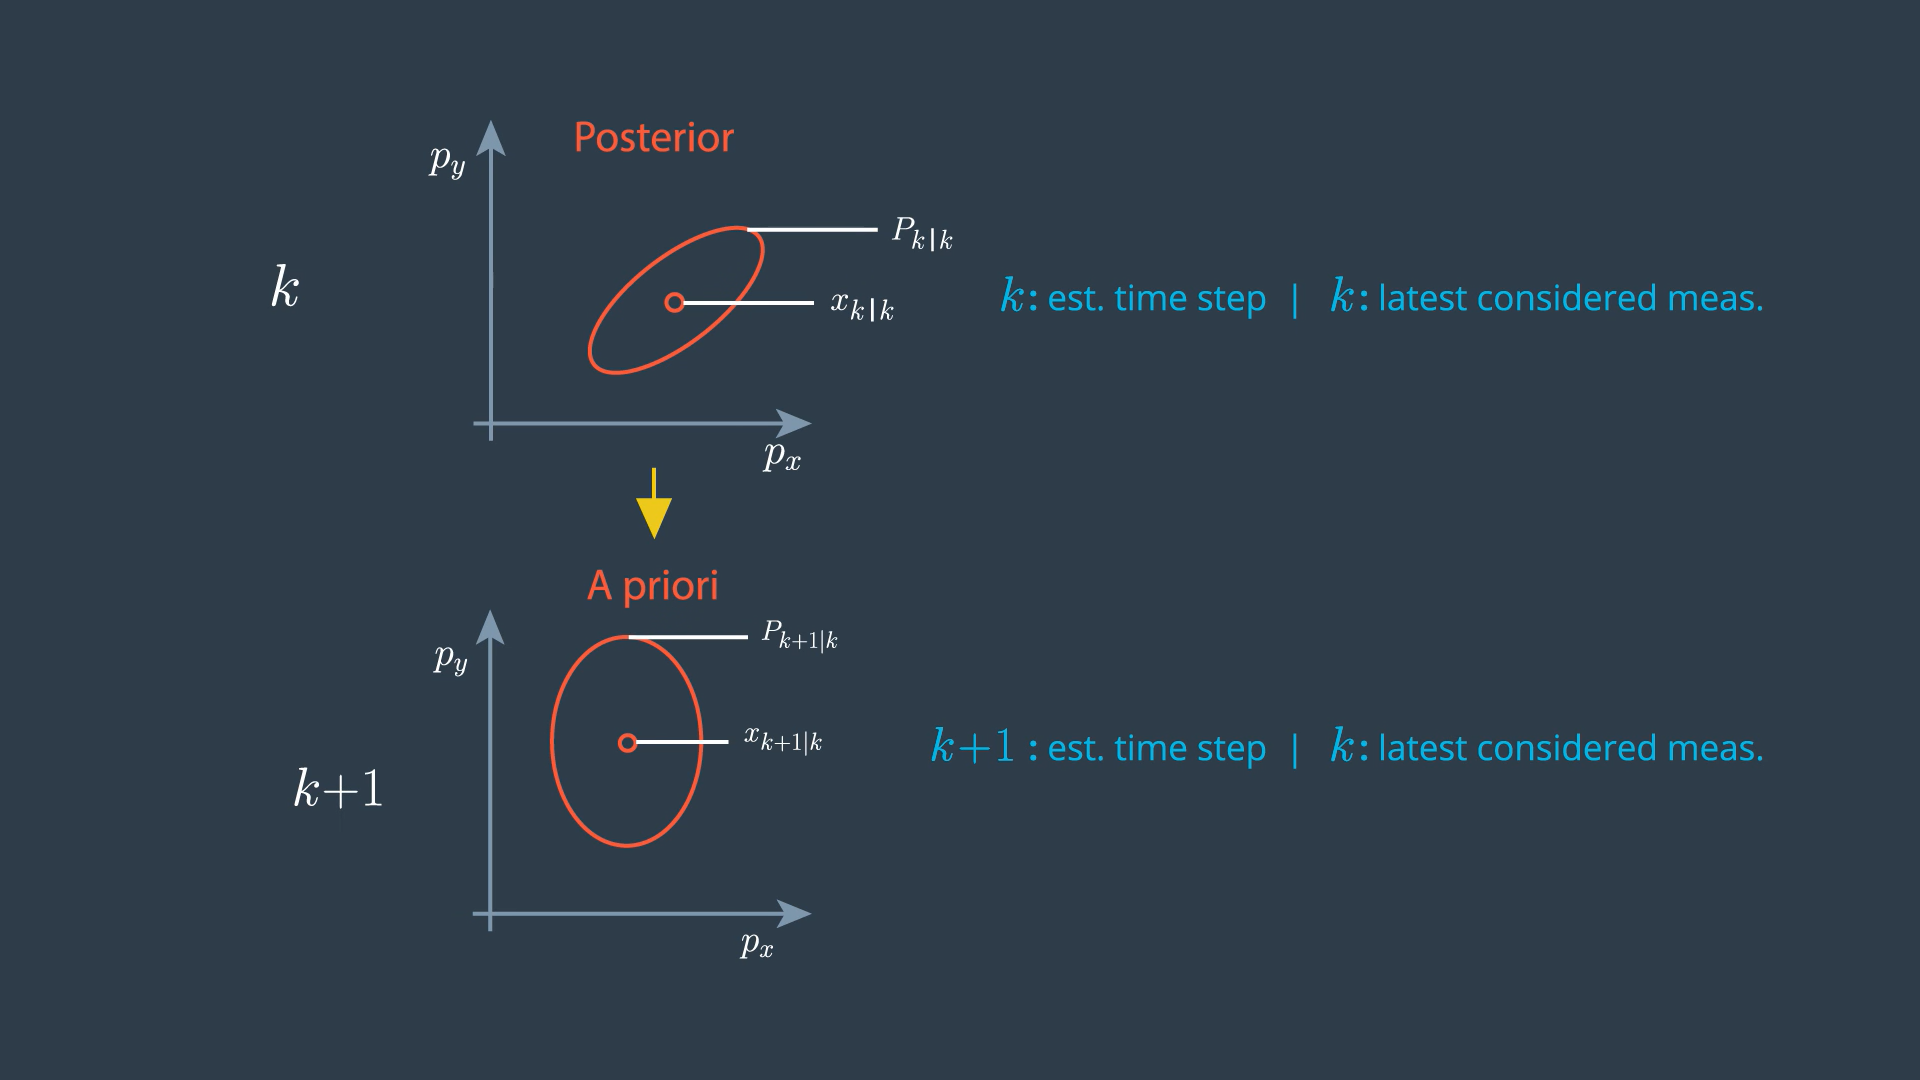 Posterior
p_y
P_{k|k}
k
x_{k|k}
k: est. time step | k: latest considered meas.
p_x
A priori
P_{k+1|k}
p_y
x_{k+1|k}
k+1 : est. time step | k: latest considered meas.
k+1
p_x